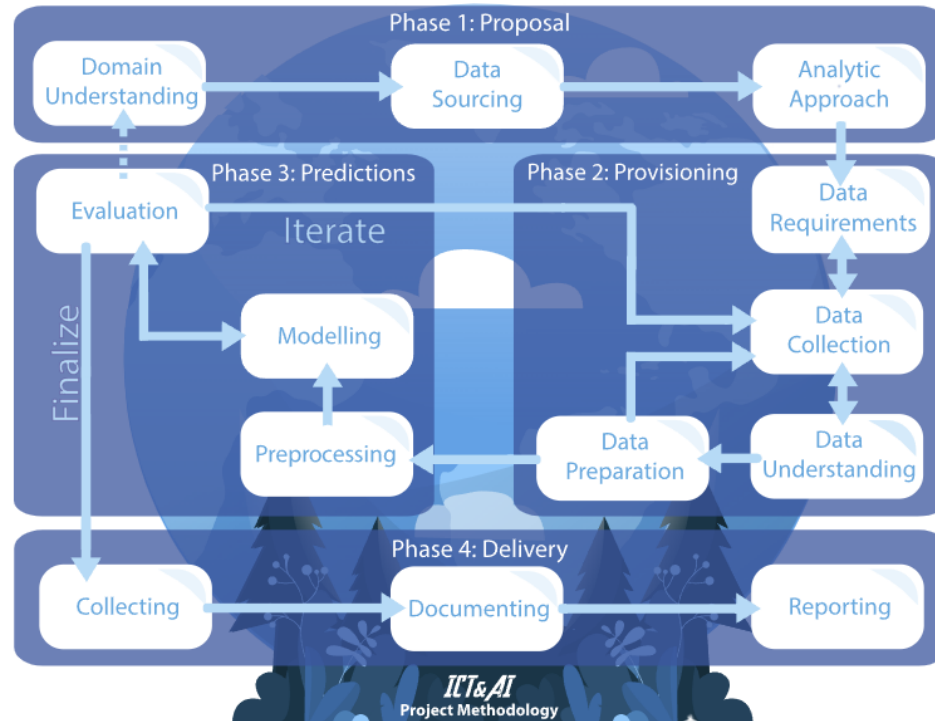 Phase 1: Proposal
Domain
Understanding
Data
Sourcing
Analytic
Approach
Phase 3: Predictions
Evaluation
Iterate
Finalize
Modelling
Preprocessing
Phase 2: Provisioning
Data
Requirements
Data
Collection
Data
Understanding
Data
Preparation
Phase 4: Delivery
Collecting
Documenting
Reporting
ICT& AI
Project Methodology